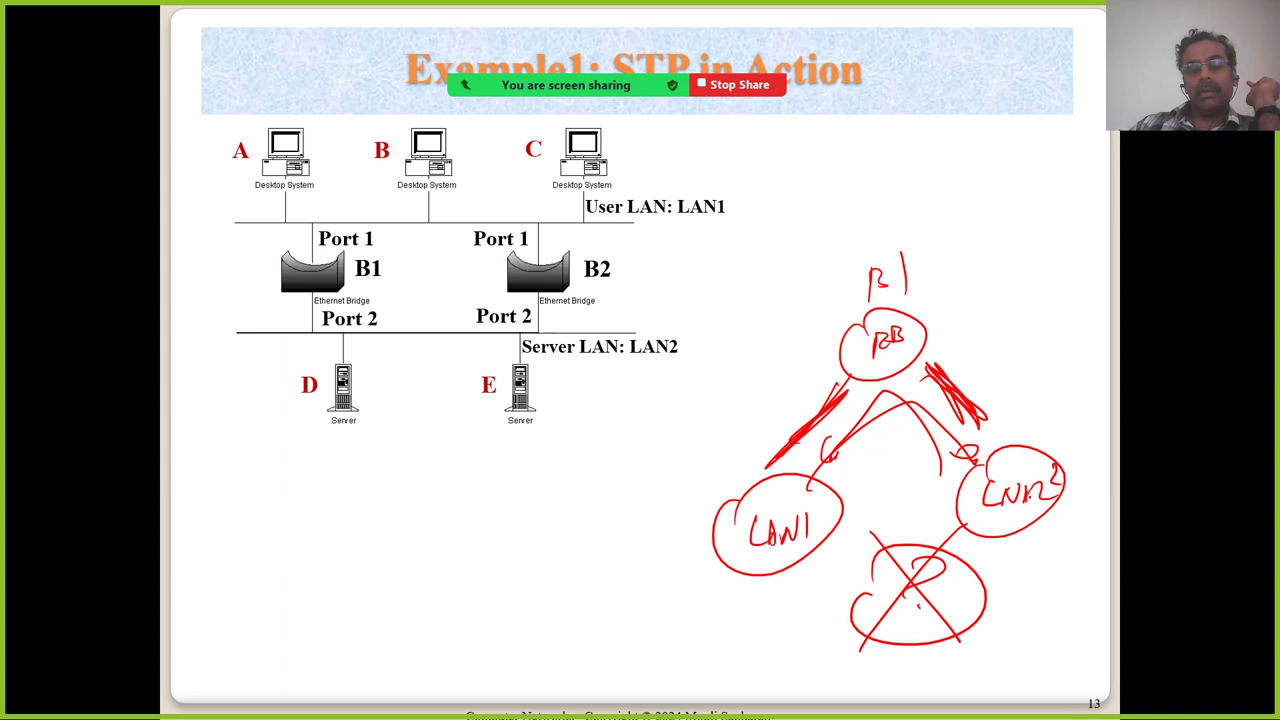 Example1: STP in Action
You are screen sharing
Stop Share
A
B
C
Desktop System
Desktop System
Desktop System
User LAN: LAN1
Port 1
Port 1
B1
B2
Ethernet Bridge
Ethernet Bridge
Port 2
Port 2
Server LAN: LAN2
D
E
Server
Server
B1
RB
LAN1
?
13